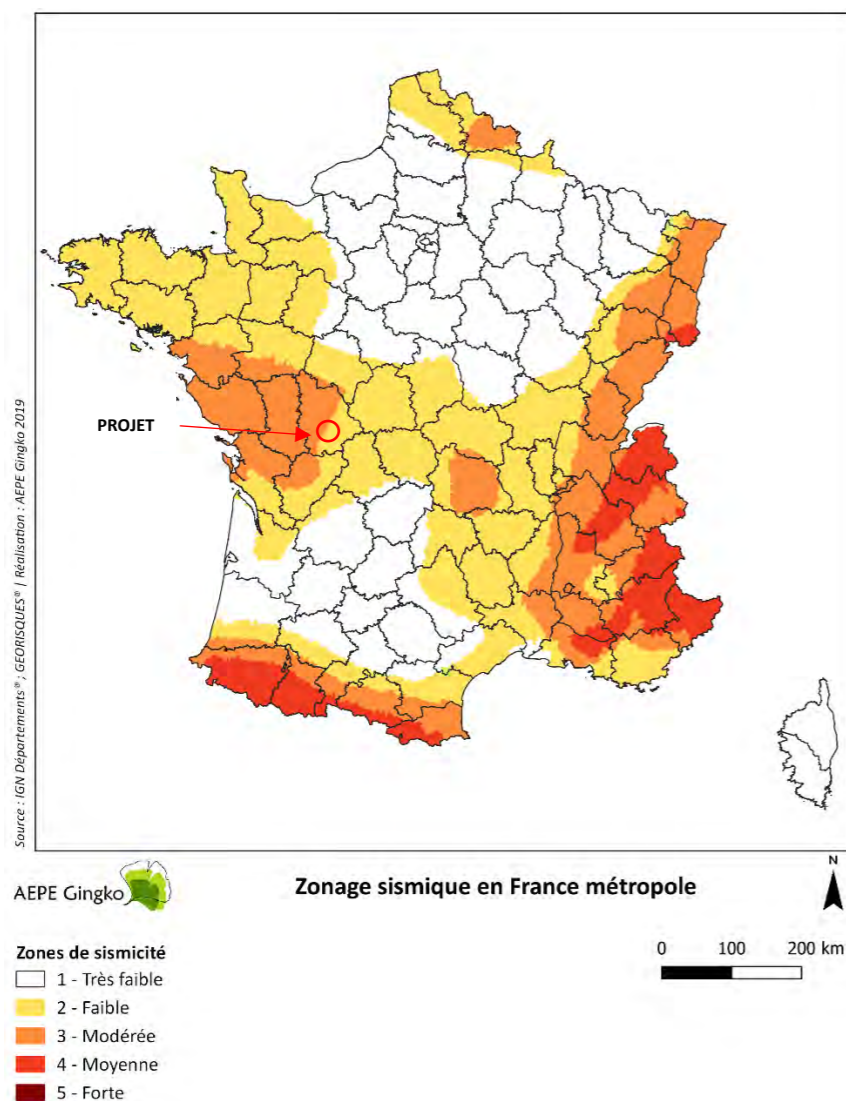 PROJET
Source : IGN Départements® ; GEORISQUES® | Réalisation : AEPE Gingko 2019
AEPE Gingko
Zonage sismique en France métropole
N
Zones de sismicité
1 - Très faible
2 - Faible
3 - Modérée
4 - Moyenne
5 - Forte
0 100 200 km